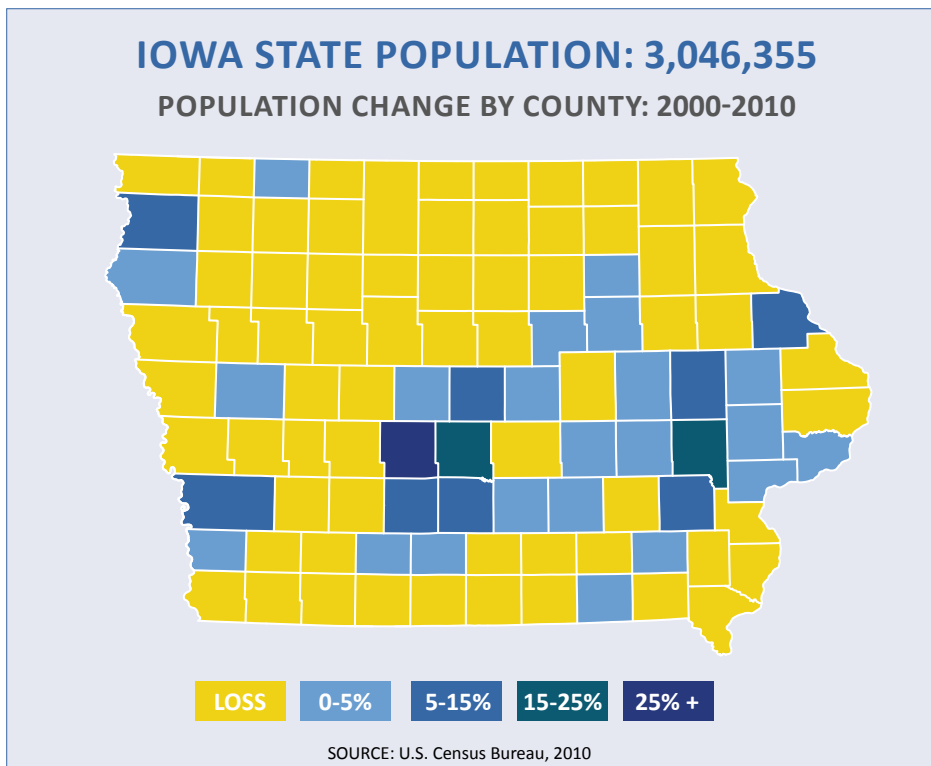 IOWA STATE POPULATION: 3,046,355
POPULATION CHANGE BY COUNTY: 2000-2010
LOSS
0-5%
5-15%
15-25%
25% +
SOURCE: U.S. Census Bureau, 2010